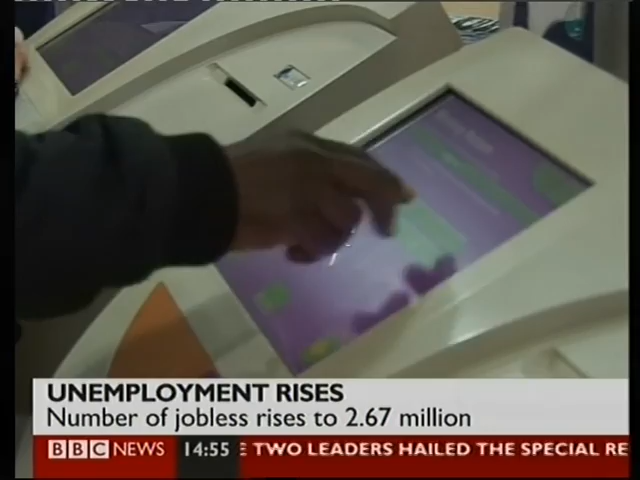 UNEMPLOYMENT RISES
Number of jobless rises to 2.67 million
BBC NEWS 14:55 E TWO LEADERS HAILED THE SPECIAL RE